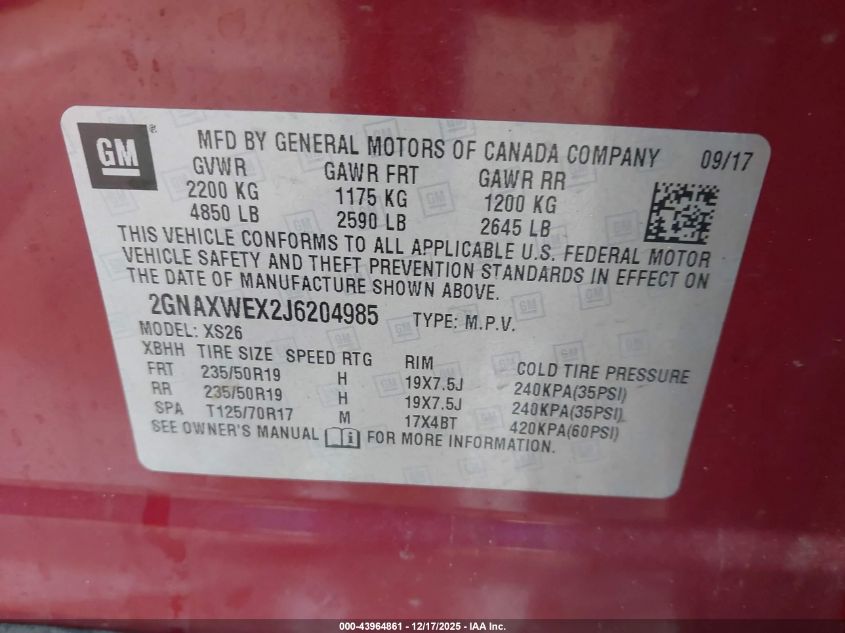 GM ®
MFD BY GENERAL MOTORS OF CANADA COMPANY 09/17
GVWR GAWR FRT GAWR RR
2200 KG 1175 KG 1200 KG
4850 LB 2590 LB 2645 LB
THIS VEHICLE CONFORMS TO ALL APPLICABLE U.S. FEDERAL MOTOR
VEHICLE SAFETY AND THEFT PREVENTION STANDARDS IN EFFECT ON
THE DATE OF MANUFACTURE SHOWN ABOVE.
2GNAXWEX2J6204985 TYPE: M.P.V.
MODEL: XS26
XBHH TIRE SIZE SPEED RTG RIM COLD TIRE PRESSURE
FRT 235/50R19 H 19X7.5J 240KPA(35PSI)
RR 235/50R19 H 19X7.5J 240KPA(35PSI)
SPA T125/70R17 M 17X4BT 420KPA(60PSI)
SEE OWNER'S MANUAL FOR MORE INFORMATION.
000-43964861 - 12/17/2025 - IAA Inc.